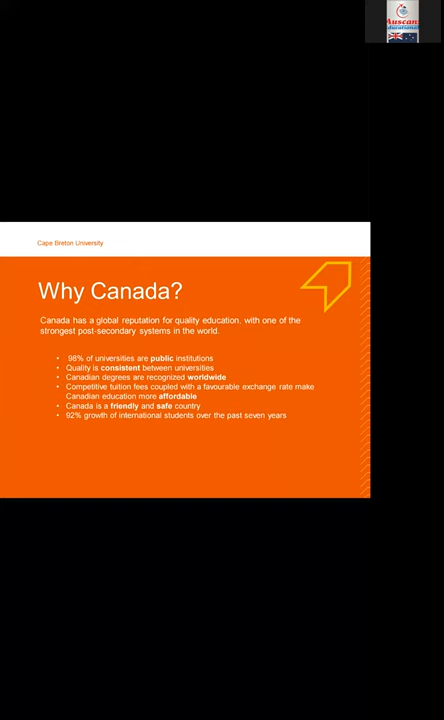 Auscan
Educational
Cape Breton University
Why Canada?
Canada has a global reputation for quality education, with one of the
strongest post-secondary systems in the world.
• 98% of universities are public institutions
• Quality is consistent between universities
• Canadian degrees are recognized worldwide
• Competitive tuition fees coupled with a favourable exchange rate make
Canadian education more affordable
• Canada is a friendly and safe country
• 92% growth of international students over the past seven years